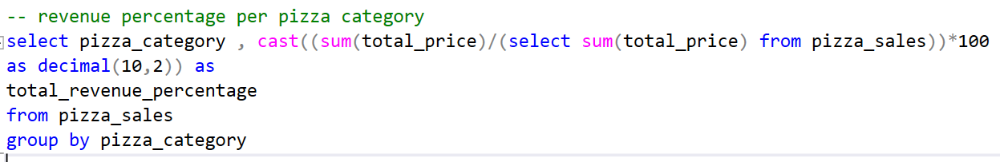 -- revenue percentage per pizza category
select pizza_category , cast((sum(total_price)/(select sum(total_price) from pizza_sales))*100
as decimal(10,2)) as
total_revenue_percentage
from pizza_sales
group by pizza_category